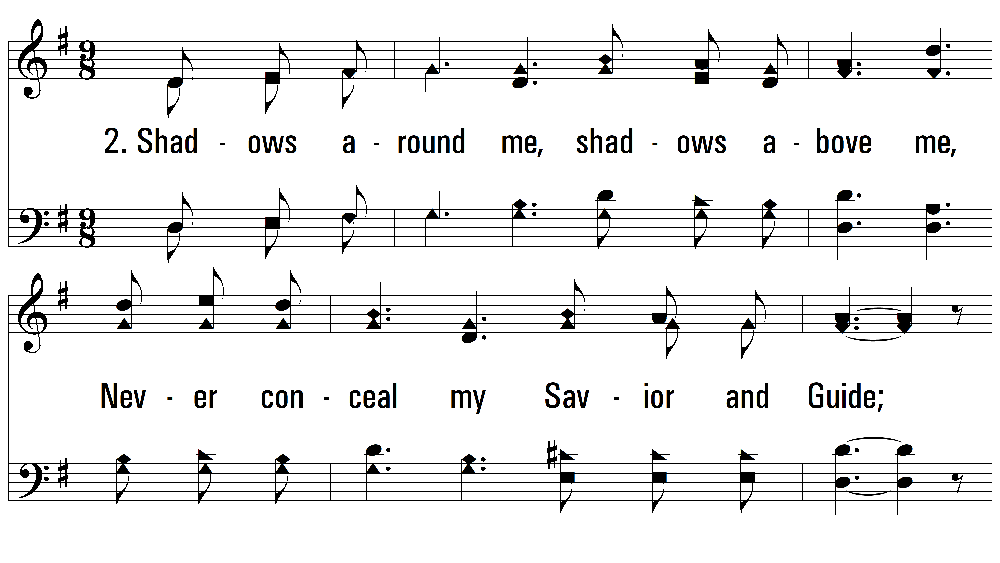 2. Shad - ows a - round me, shad - ows a - bove me,
Nev - er con - ceal my Sav - ior and Guide;